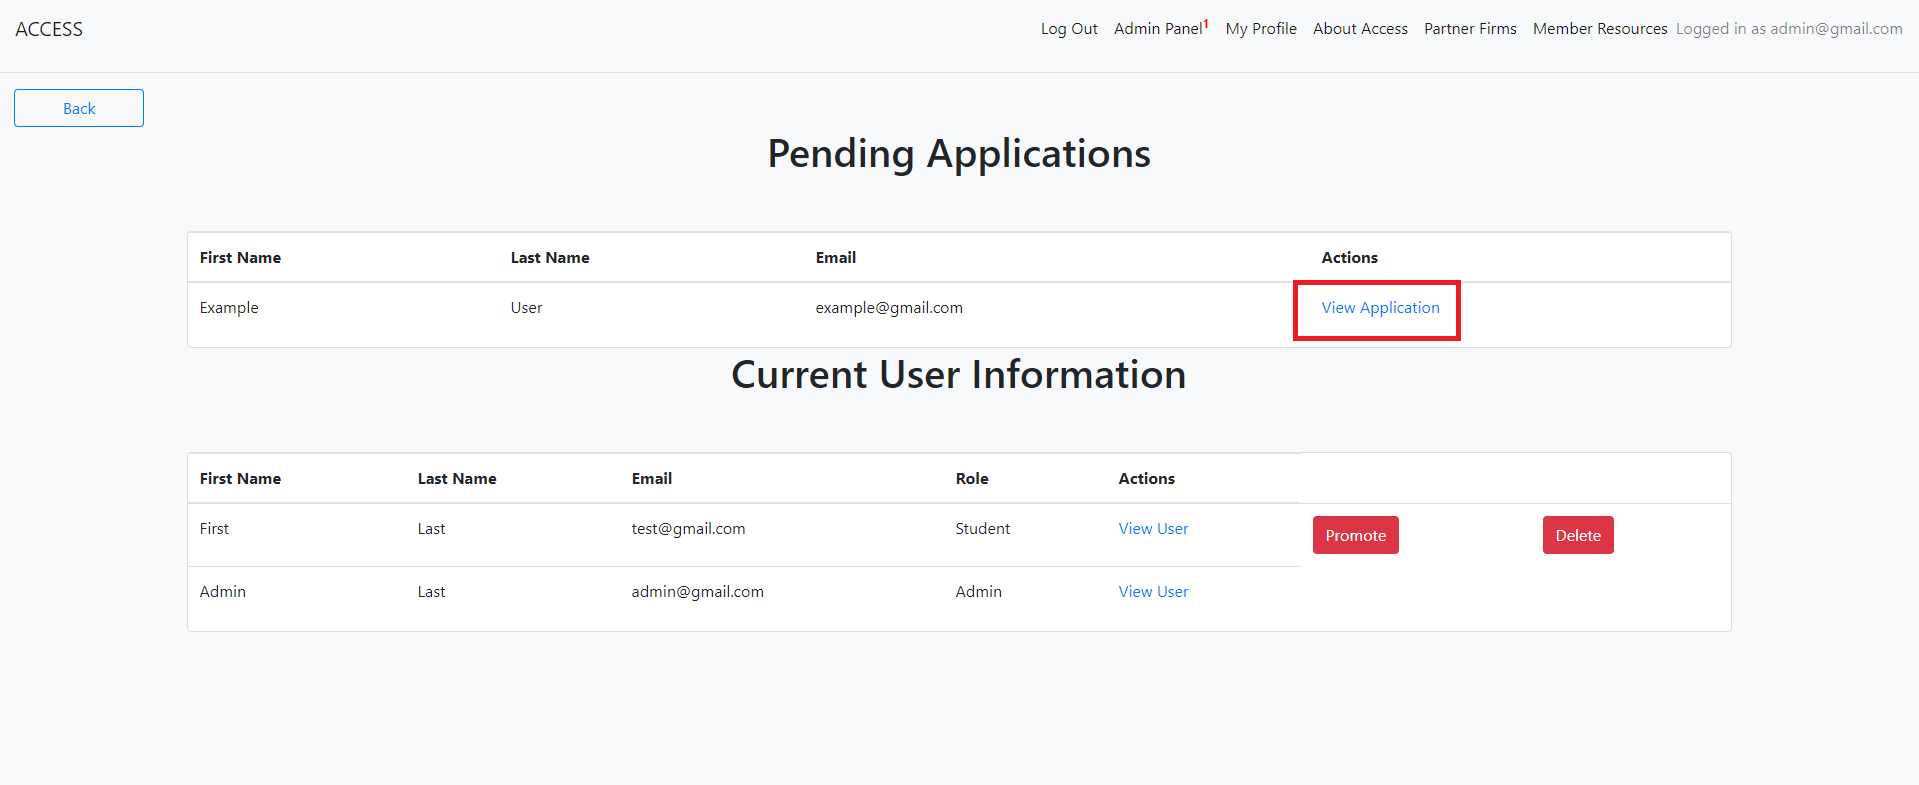 ACCESS Log Out Admin Panel1 My Profile About Access Partner Firms Member Resources Logged in as admin@gmail.com
Back
Pending Applications
First Name Last Name Email Actions
Example User example@gmail.com View Application
Current User Information
First Name Last Name Email Role Actions
First Last test@gmail.com Student View User Promote Delete
Admin Last admin@gmail.com Admin View User